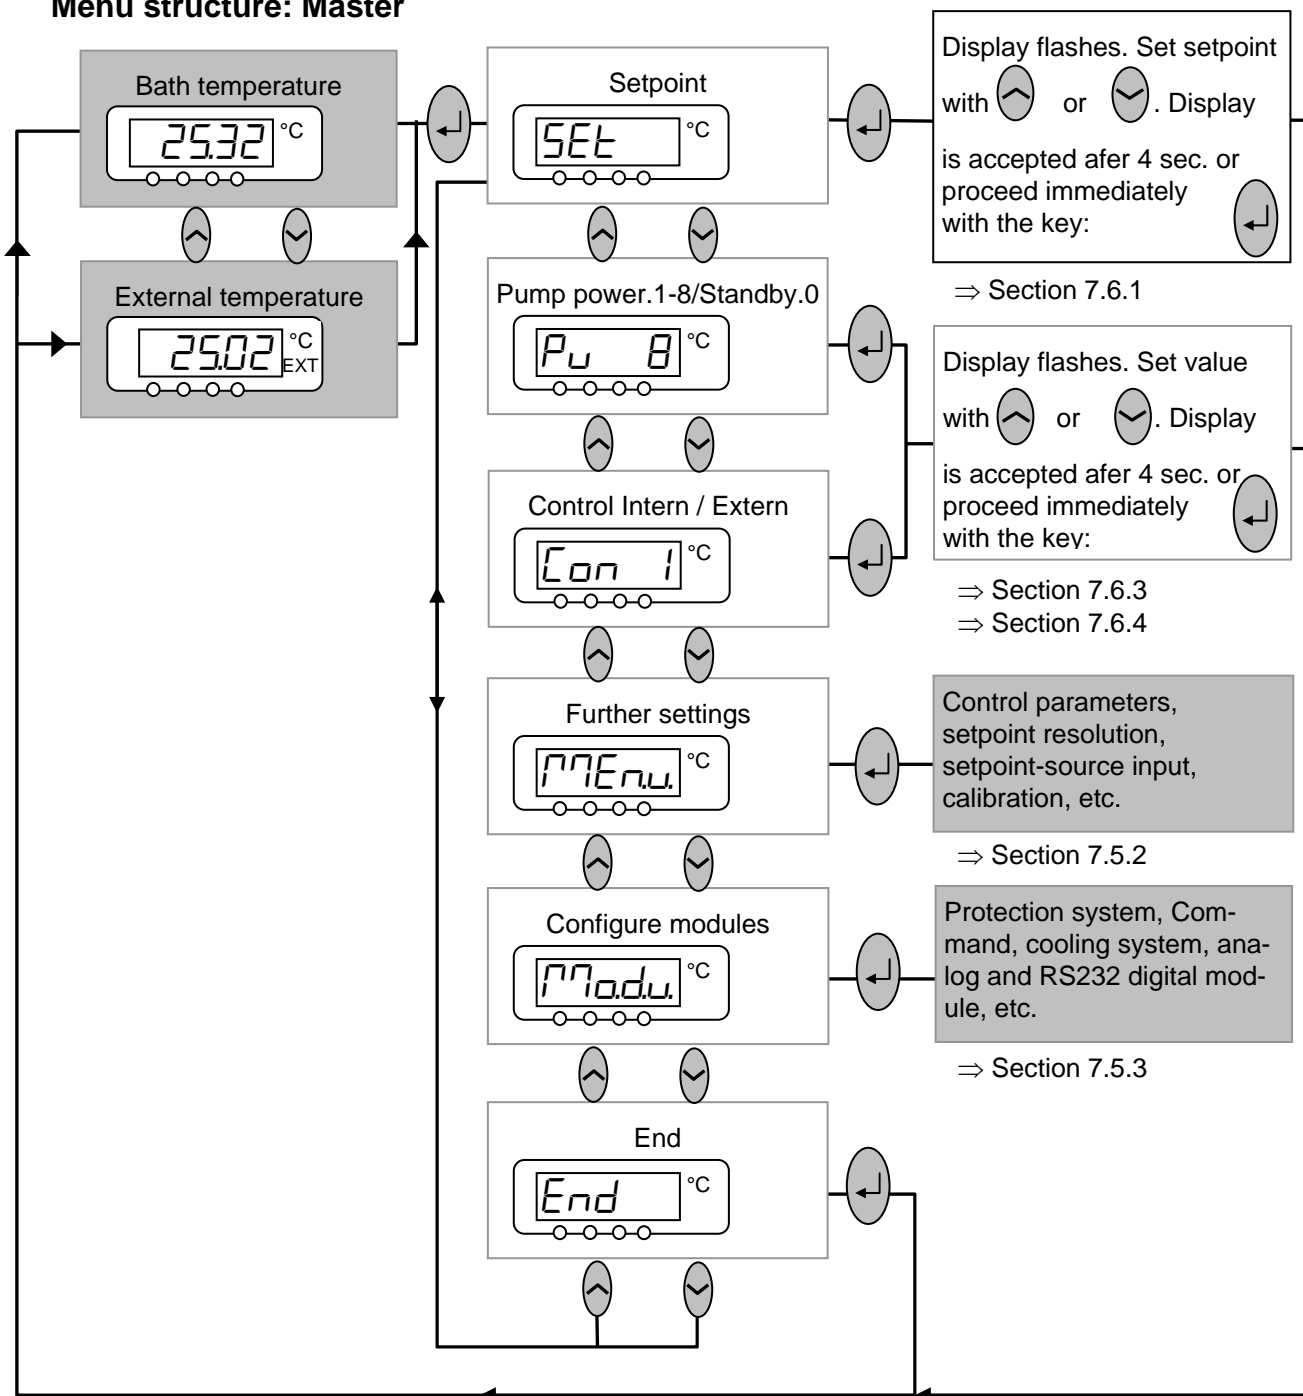 Menu structure: Master
Bath temperature
25.32 °C
External temperature
25.02 °C
EXT
Setpoint
SEt °C
Pump power.1-8/Standby.0
Pu 8 °C
Control Intern / Extern
Con 1 °C
Further settings
MEn.u. °C
Configure modules
Mo.d.u. °C
End
End °C
Display flashes. Set setpoint
with or . Display
is accepted afer 4 sec. or
proceed immediately
with the key:
⇒ Section 7.6.1
Display flashes. Set value
with or . Display
is accepted afer 4 sec. or
proceed immediately
with the key:
⇒ Section 7.6.3
⇒ Section 7.6.4
Control parameters,
setpoint resolution,
setpoint-source input,
calibration, etc.
⇒ Section 7.5.2
Protection system, Com-
mand, cooling system, ana-
log and RS232 digital mod-
ule, etc.
⇒ Section 7.5.3